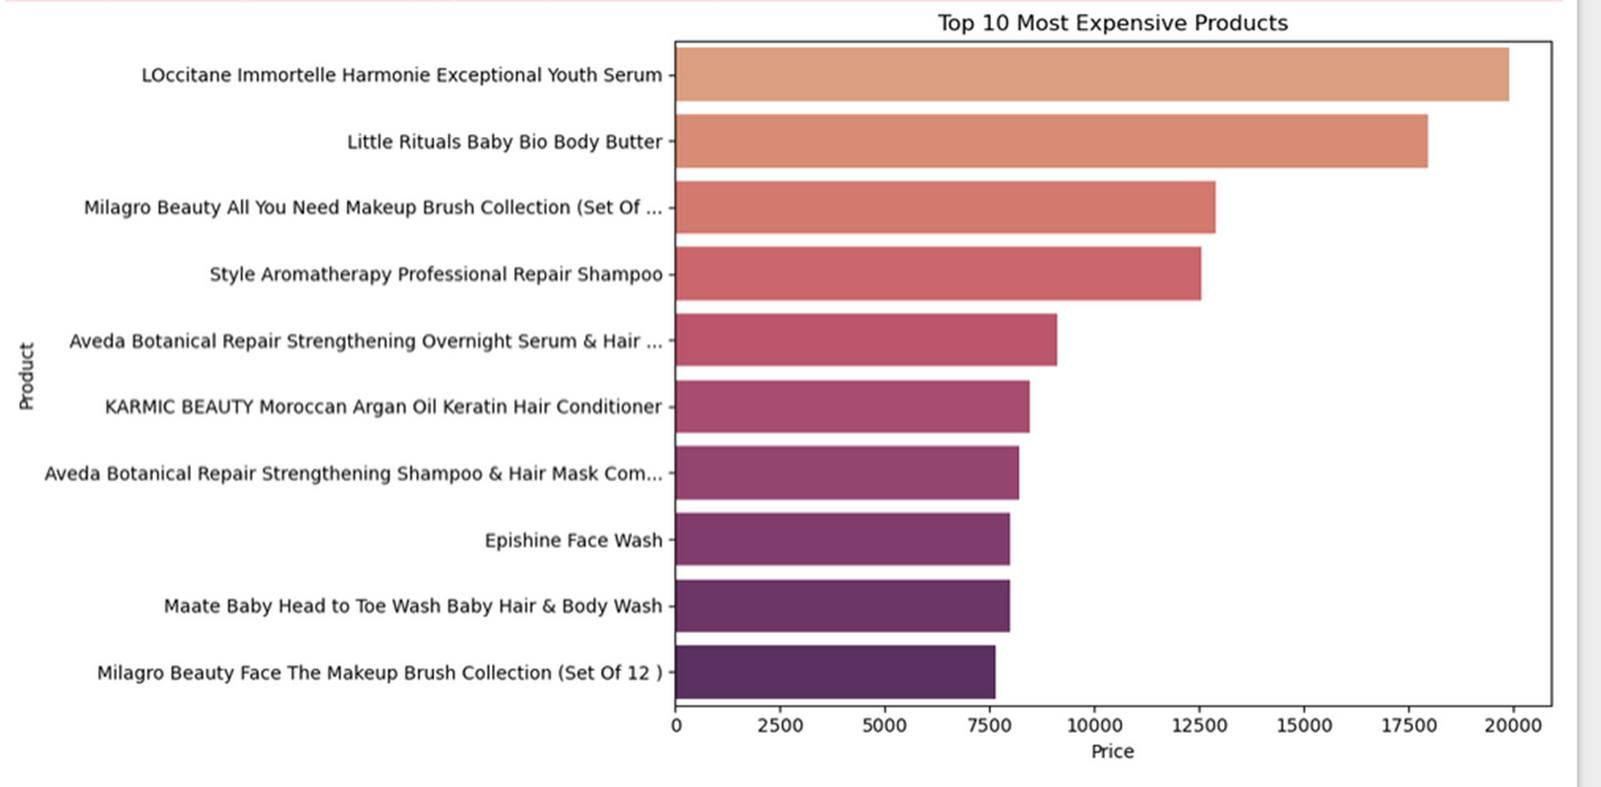 Top 10 Most Expensive Products
LOccitane Immortelle Harmonie Exceptional Youth Serum
Little Rituals Baby Bio Body Butter
Milagro Beauty All You Need Makeup Brush Collection (Set Of ...
Style Aromatherapy Professional Repair Shampoo
Aveda Botanical Repair Strengthening Overnight Serum & Hair ...
KARMIC BEAUTY Moroccan Argan Oil Keratin Hair Conditioner
Aveda Botanical Repair Strengthening Shampoo & Hair Mask Com...
Epishine Face Wash
Maate Baby Head to Toe Wash Baby Hair & Body Wash
Milagro Beauty Face The Makeup Brush Collection (Set Of 12 )
Product
0 2500 5000 7500 10000 12500 15000 17500 20000
Price